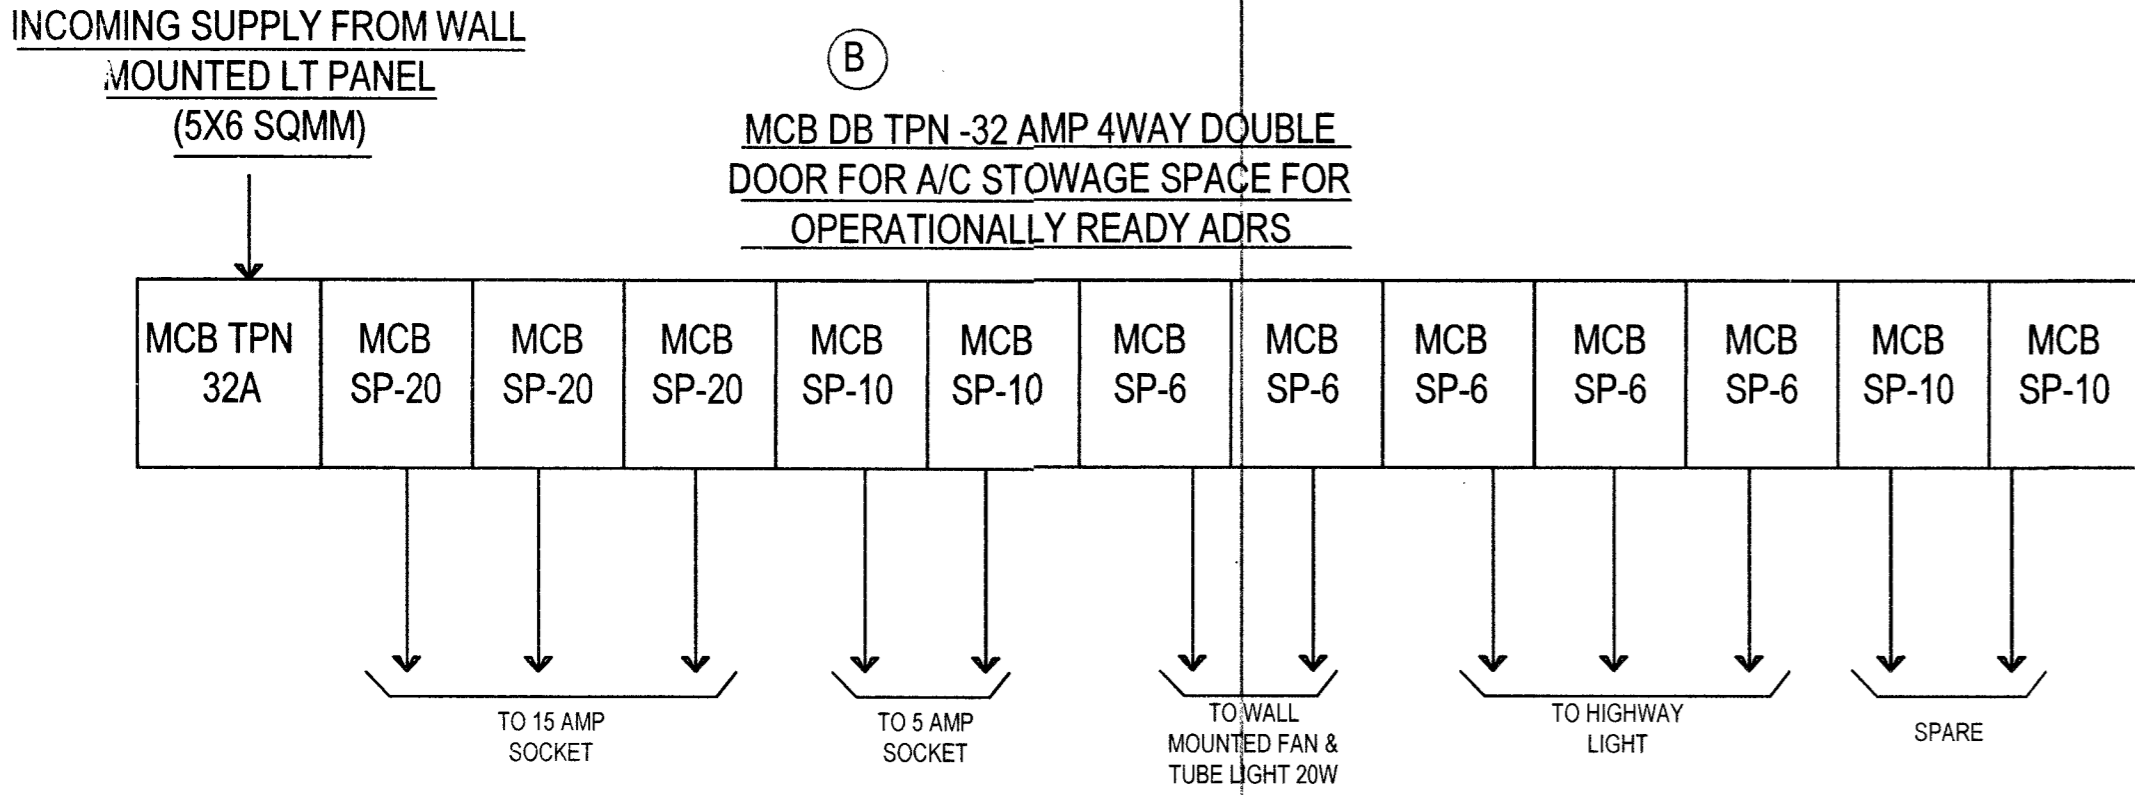 INCOMING SUPPLY FROM WALL
MOUNTED LT PANEL
(5X6 SQMM)
B
MCB DB TPN -32 AMP 4WAY DOUBLE
DOOR FOR A/C STOWAGE SPACE FOR
OPERATIONALLY READY ADRS
MCB TPN
32A
MCB
SP-20
MCB
SP-20
MCB
SP-20
MCB
SP-10
MCB
SP-10
MCB
SP-6
MCB
SP-6
MCB
SP-6
MCB
SP-6
MCB
SP-6
MCB
SP-10
MCB
SP-10
TO 15 AMP
SOCKET
TO 5 AMP
SOCKET
TO WALL
MOUNTED FAN &
TUBE LIGHT 20W
TO HIGHWAY
LIGHT
SPARE